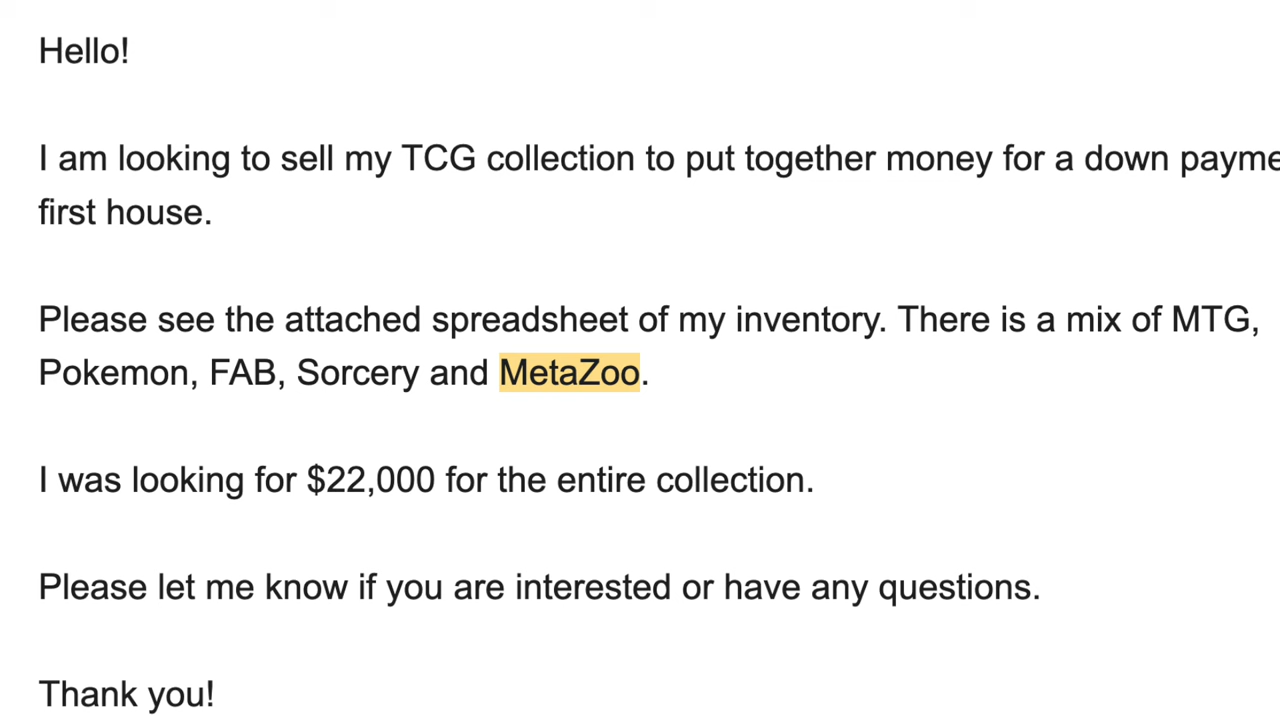 Hello!
I am looking to sell my TCG collection to put together money for a down
first house.
Please see the attached spreadsheet of my inventory. There is a mix of MTG,
Pokemon, FAB, Sorcery and MetaZoo.
I was looking for $22,000 for the entire collection.
Please let me know if you are interested or have any questions.
Thank you!